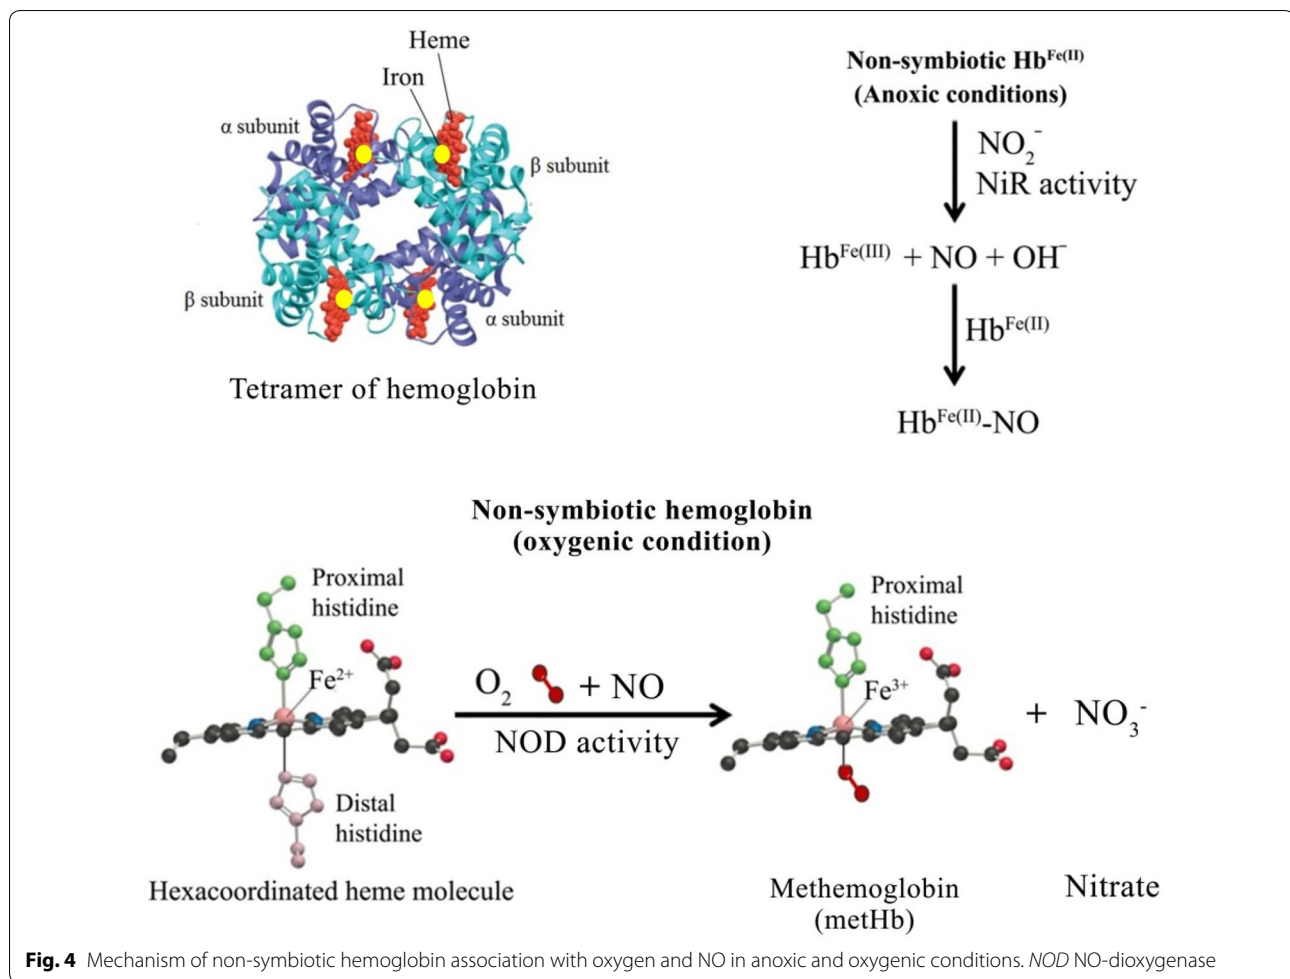 Heme
Iron
α subunit
β subunit
β subunit
α subunit
Tetramer of hemoglobin
Non-symbiotic Hb^Fe(II)
(Anoxic conditions)
NO₂⁻
NiR activity
Hb^Fe(III) + NO + OH⁻
Hb^Fe(II)
Hb^Fe(II)-NO
Non-symbiotic hemoglobin
(oxygenic condition)
Proximal
histidine
Fe²⁺
Distal
histidine
Hexacoordinated heme molecule
O₂ + NO
NOD activity
Proximal
histidine
Fe³⁺
Methemoglobin
(metHb)
+ NO₃⁻
Nitrate
Fig. 4 Mechanism of non-symbiotic hemoglobin association with oxygen and NO in anoxic and oxygenic conditions. NOD NO-dioxygenase